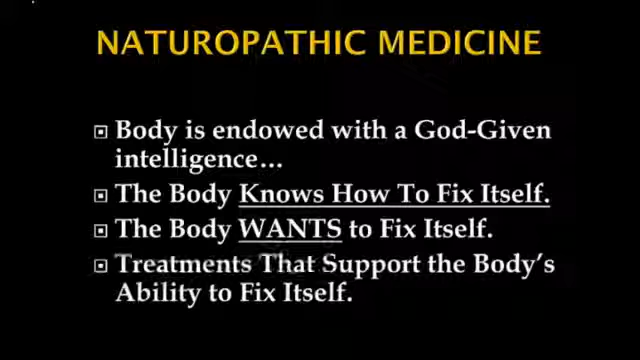 NATUROPATHIC MEDICINE
Body is endowed with a God-Given
intelligence…
The Body Knows How To Fix Itself.
The Body WANTS to Fix Itself.
Treatments That Support the Body's
Ability to Fix Itself.